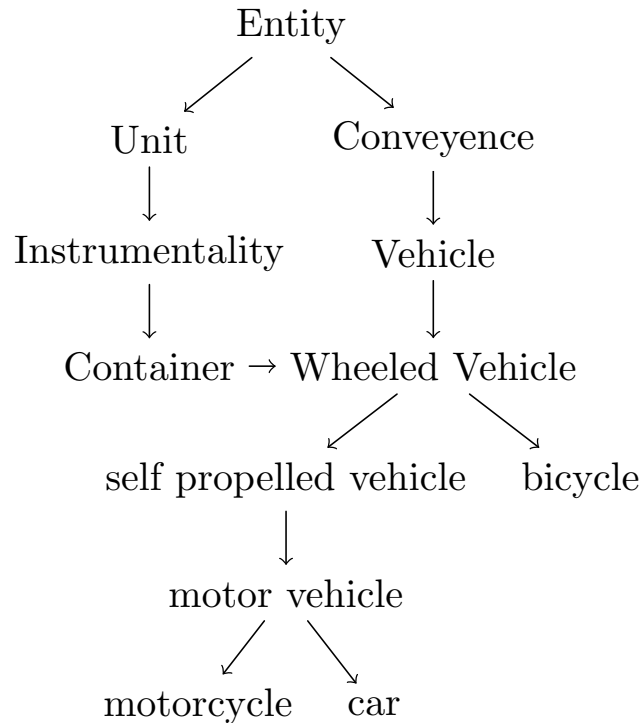 Entity
Unit Conveyence
Instrumentality Vehicle
Container → Wheeled Vehicle
self propelled vehicle bicycle
motor vehicle
motorcycle car